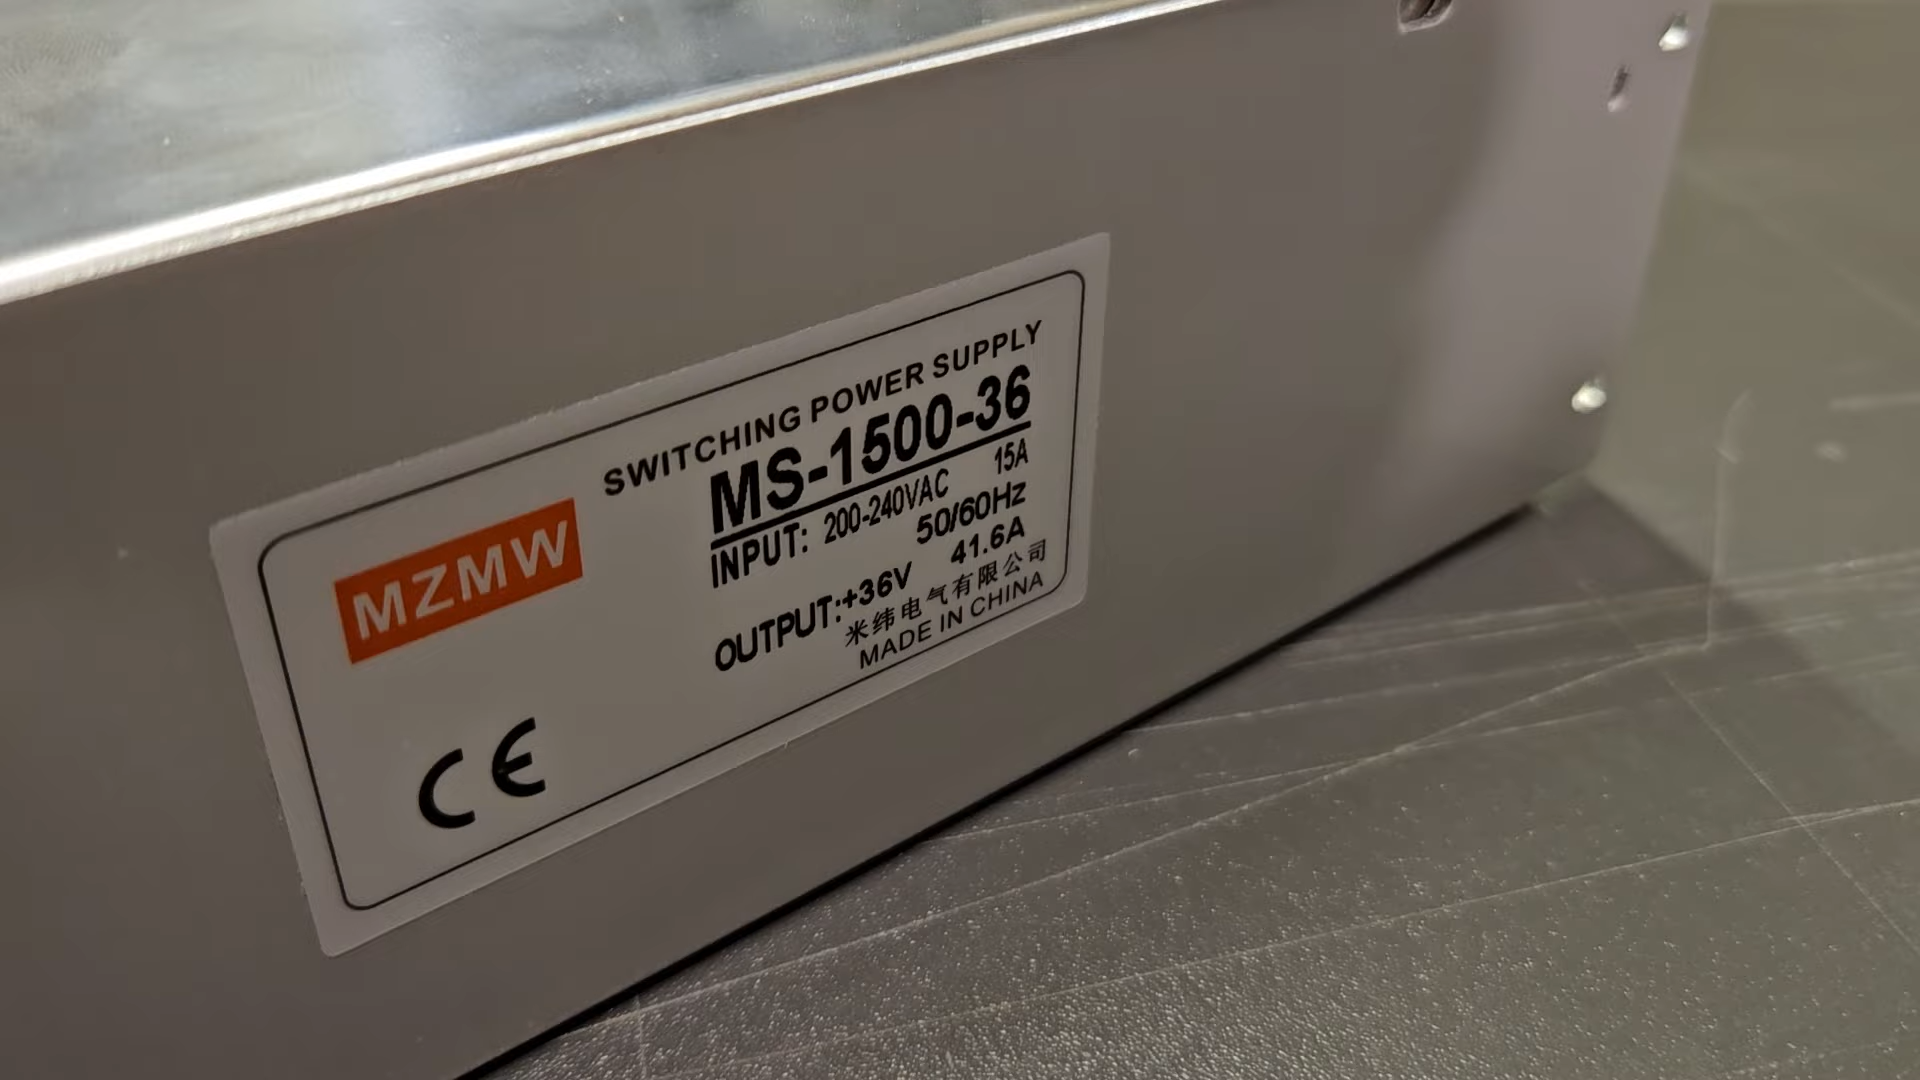 SWITCHING POWER SUPPLY
MS-1500-36
MZMW
INPUT: 200-240VAC 15A
50/60Hz
OUTPUT:+36V 41.6A
米纬电气有限公司
MADE IN CHINA
CE